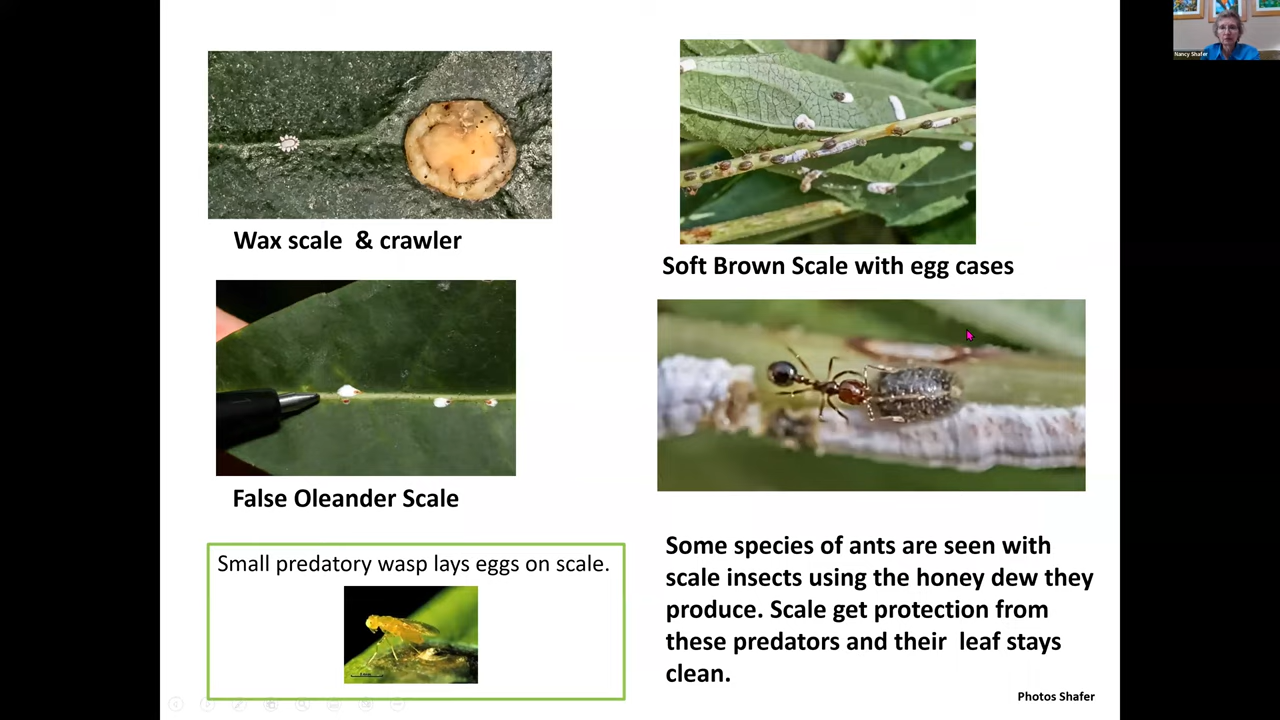 Wax scale & crawler
False Oleander Scale
Small predatory wasp lays eggs on scale.
Soft Brown Scale with egg cases
Some species of ants are seen with
scale insects using the honey dew they
produce. Scale get protection from
these predators and their leaf stays
clean.
Photos Shafer
Nancy Shafer